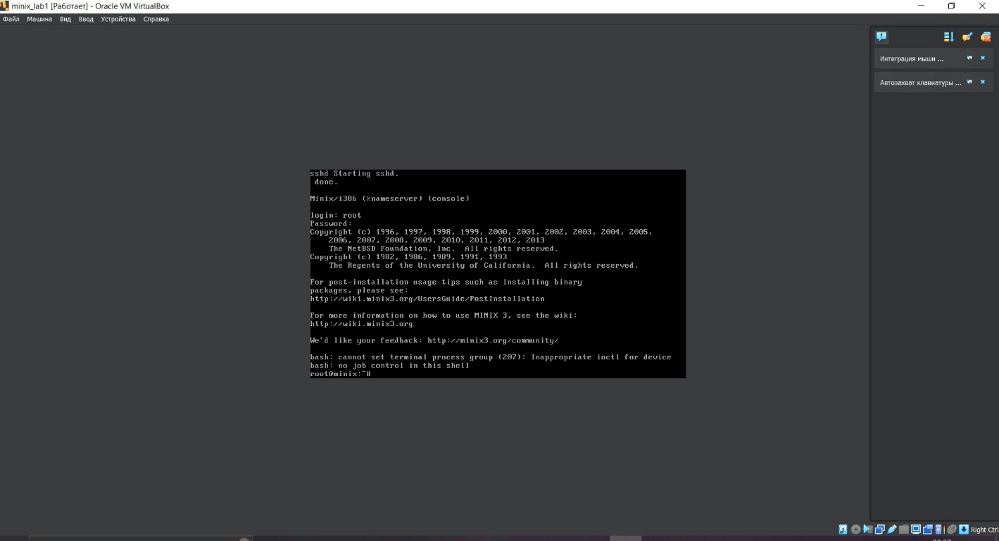 minix_lab1 [Работает] - Oracle VM VirtualBox
Файл Машина Вид Ввод Устройства Справка
Интеграция мыши ...
Автозахват клавиатуры ...
sshd Starting sshd.
done.
Minix/i386 (%nameserver) (console)
login: root
Password:
Copyright (c) 1996, 1997, 1998, 1999, 2000, 2001, 2002, 2003, 2004, 2005,
2006, 2007, 2008, 2009, 2010, 2011, 2012, 2013
The NetBSD Foundation, Inc. All rights reserved.
Copyright (c) 1982, 1986, 1989, 1991, 1993
The Regents of the University of California. All rights reserved.
For post-installation usage tips such as installing binary
packages, please see:
http://wiki.minix3.org/UsersGuide/PostInstallation
For more information on how to use MINIX 3, see the wiki:
http://wiki.minix3.org
We'd like your feedback: http://minix3.org/community/
bash: cannot set terminal process group (207): Inappropriate ioctl for device
bash: no job control in this shell
root@minix:~#
Right Ctrl